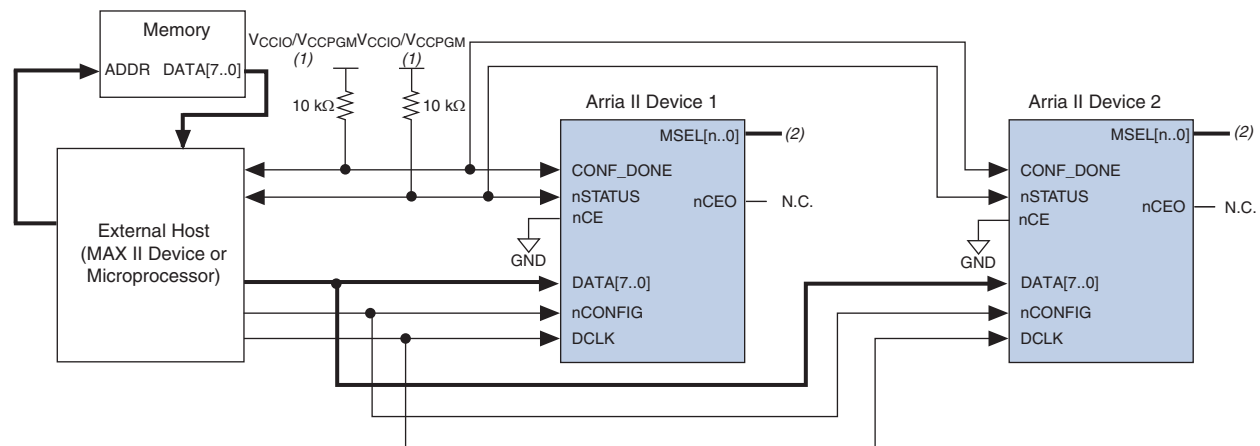 Memory
ADDR DATA[7..0]
VCCIO/VCCPGM VCCIO/VCCPGM
(1) (1)
10 kΩ 10 kΩ
External Host
(MAX II Device or
Microprocessor)
Arria II Device 1
MSEL[n..0] (2)
CONF_DONE
nSTATUS
nCEO N.C.
nCE
GND
DATA[7..0]
nCONFIG
DCLK
Arria II Device 2
MSEL[n..0] (2)
CONF_DONE
nSTATUS
nCEO N.C.
nCE
GND
DATA[7..0]
nCONFIG
DCLK